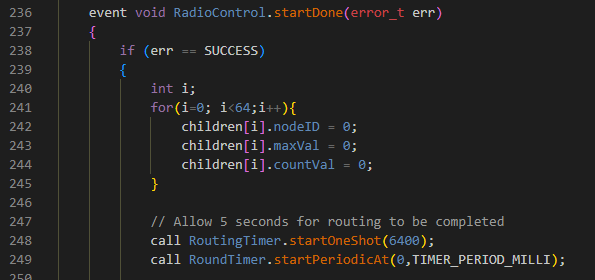 236 event void RadioControl.startDone(error_t err)
237 {
238 if (err == SUCCESS)
239 {
240 int i;
241 for(i=0; i<64;i++){
242 children[i].nodeID = 0;
243 children[i].maxVal = 0;
244 children[i].countVal = 0;
245 }
246
247 // Allow 5 seconds for routing to be completed
248 call RoutingTimer.startOneShot(6400);
249 call RoundTimer.startPeriodicAt(0,TIMER_PERIOD_MILLI);
250